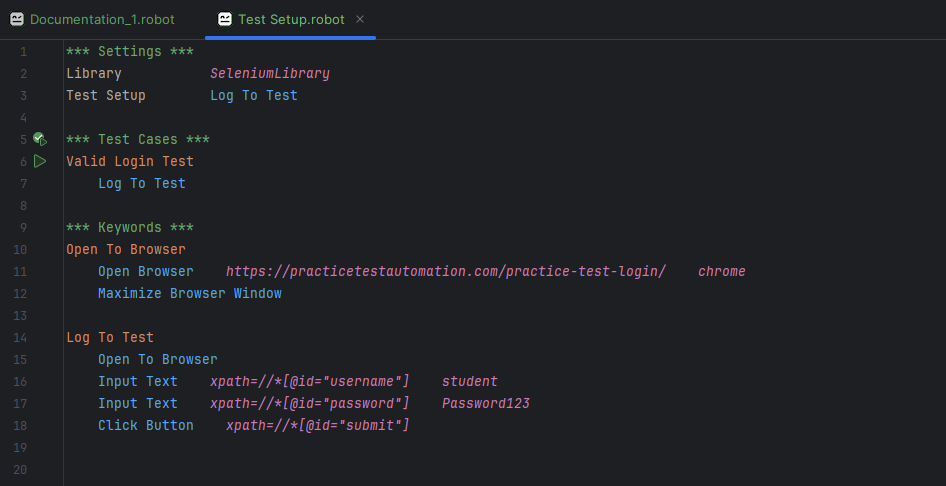 Documentation_1.robot Test Setup.robot ×
1 *** Settings ***
2 Library SeleniumLibrary
3 Test Setup Log To Test
4
5 *** Test Cases ***
6 Valid Login Test
7 Log To Test
8
9 *** Keywords ***
10 Open To Browser
11 Open Browser https://practicetestautomation.com/practice-test-login/ chrome
12 Maximize Browser Window
13
14 Log To Test
15 Open To Browser
16 Input Text xpath=//*[@id="username"] student
17 Input Text xpath=//*[@id="password"] Password123
18 Click Button xpath=//*[@id="submit"]
19
20